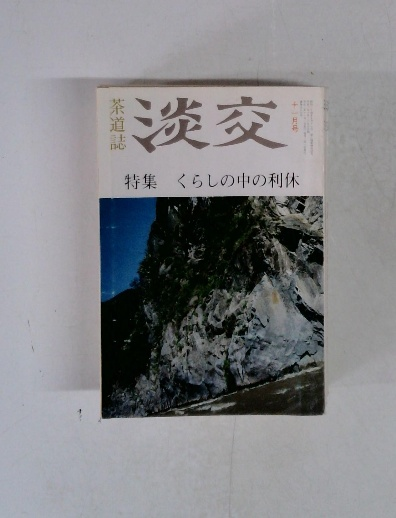 茶道誌
淡交
十一月号
特集 くらしの中の利休